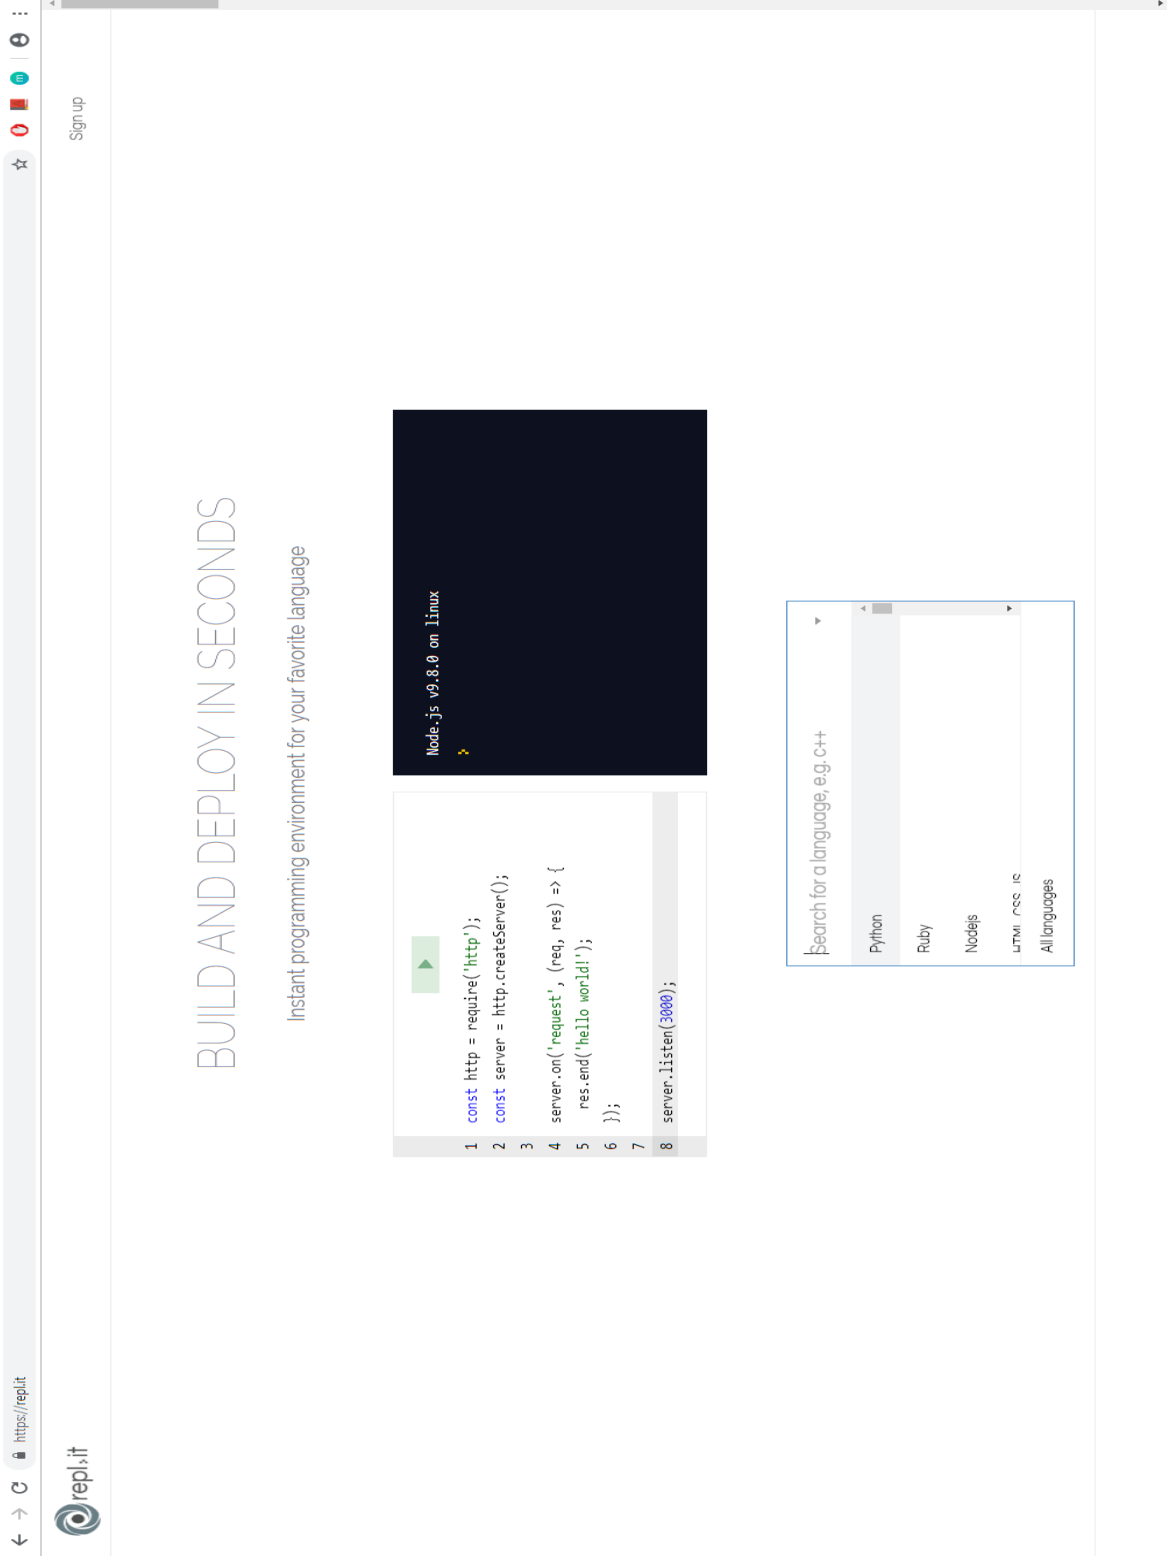 https://repl.it
repl.it
Sign up
BUILD AND DEPLOY IN SECONDS
Instant programming environment for your favorite language
1 const http = require('http');
2 const server = http.createServer();
3
4 server.on('request', (req, res) => {
5 res.end('hello world!');
6 });
7
8 server.listen(3000);
Node.js v9.8.0 on linux
>
Search for a language, e.g. c++
Python
Ruby
Nodejs
HTML, CSS, JS
All languages